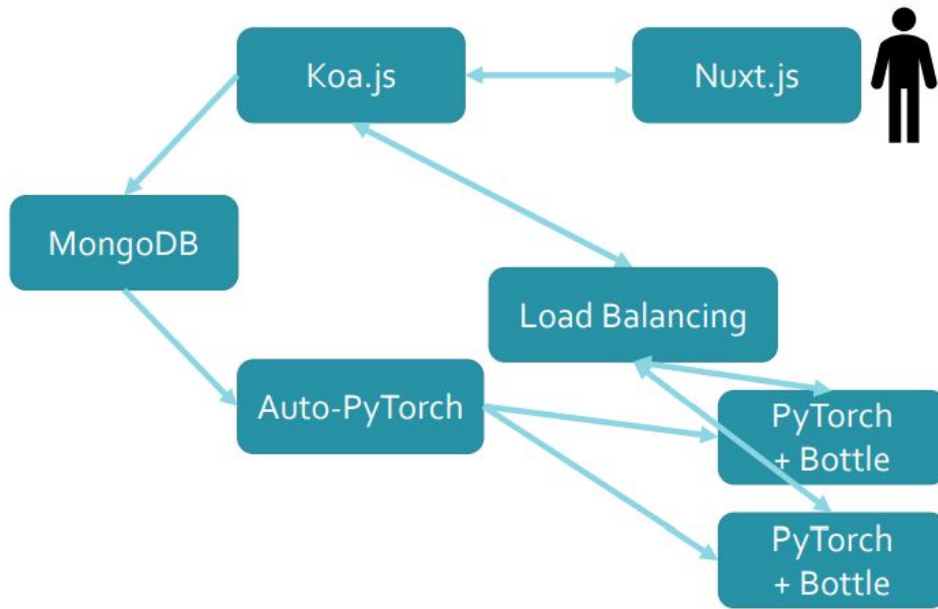 Koa.js
Nuxt.js
MongoDB
Load Balancing
Auto-PyTorch
PyTorch
+ Bottle
PyTorch
+ Bottle